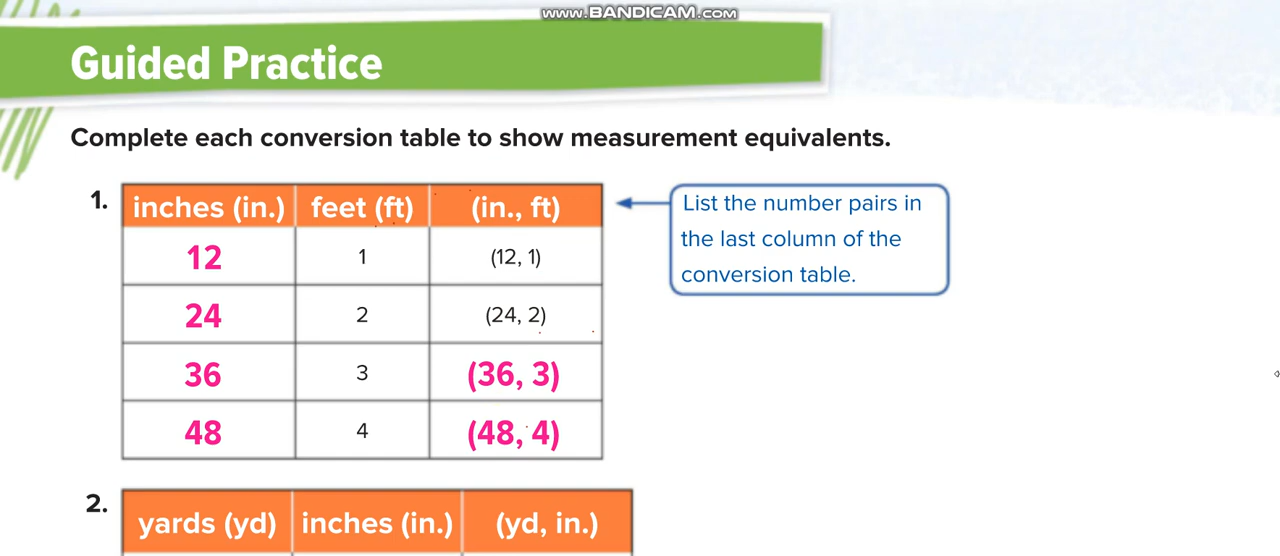 www.BANDICAM.com
Guided Practice
Complete each conversion table to show measurement equivalents.
1.
inches (in.) feet (ft) (in., ft)
12 1 (12, 1)
24 2 (24, 2)
36 3 (36, 3)
48 4 (48, 4)
List the number pairs in
the last column of the
conversion table.
2.
yards (yd) inches (in.) (yd, in.)